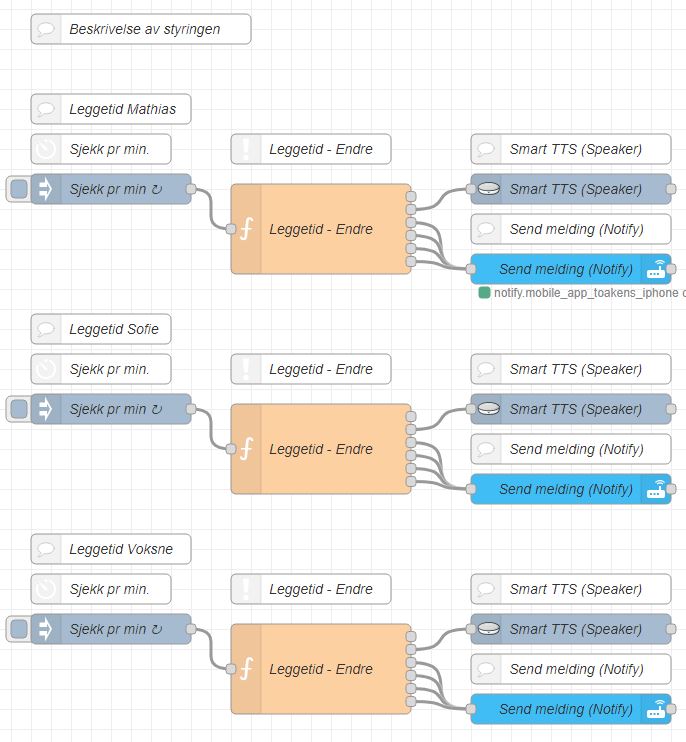 Beskrivelse av styringen
Leggetid Mathias
Sjekk pr min.
Leggetid - Endre
Smart TTS (Speaker)
Sjekk pr min ↻
Smart TTS (Speaker)
Leggetid - Endre
Send melding (Notify)
Send melding (Notify)
notify.mobile_app_toakens_iphone
Leggetid Sofie
Sjekk pr min.
Leggetid - Endre
Smart TTS (Speaker)
Sjekk pr min ↻
Smart TTS (Speaker)
Leggetid - Endre
Send melding (Notify)
Send melding (Notify)
Leggetid Voksne
Sjekk pr min.
Leggetid - Endre
Smart TTS (Speaker)
Sjekk pr min ↻
Smart TTS (Speaker)
Leggetid - Endre
Send melding (Notify)
Send melding (Notify)